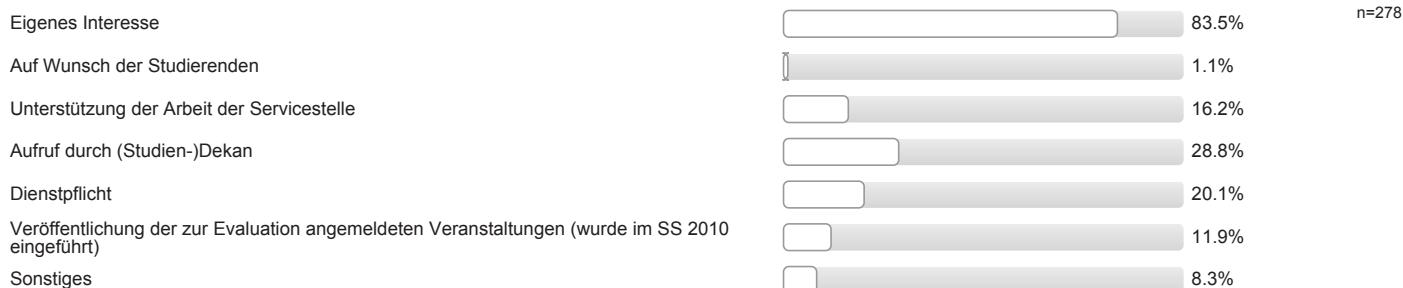 Eigenes Interesse 83.5% n=278
Auf Wunsch der Studierenden 1.1%
Unterstützung der Arbeit der Servicestelle 16.2%
Aufruf durch (Studien-)Dekan 28.8%
Dienstpflicht 20.1%
Veröffentlichung der zur Evaluation angemeldeten Veranstaltungen (wurde im SS 2010
eingeführt) 11.9%
Sonstiges 8.3%